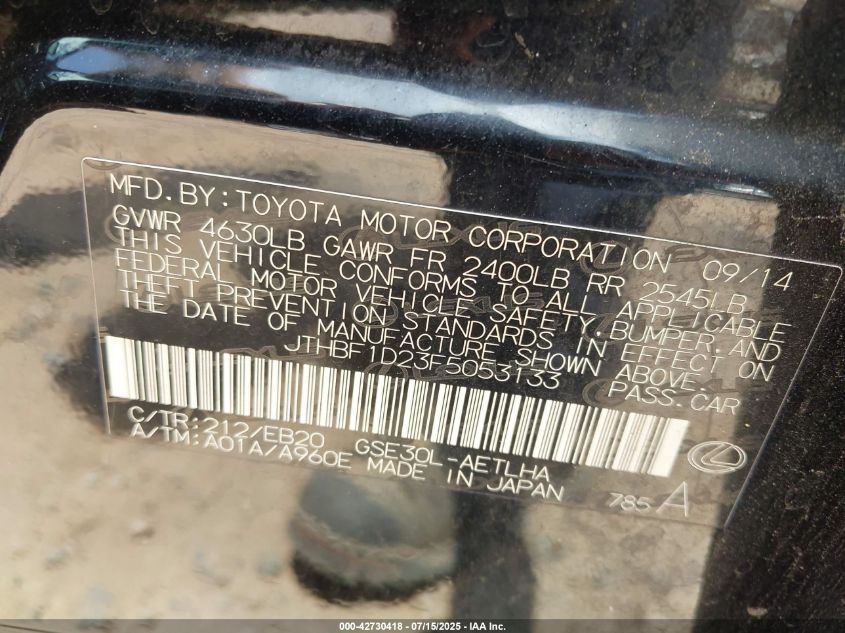 MFD. BY: TOYOTA MOTOR CORPORATION 09/14
GVWR 4630LB GAWR FR 2400LB RR 2545LB
THIS VEHICLE CONFORMS TO ALL APPLICABLE
FEDERAL MOTOR VEHICLE SAFETY, BUMPER, AND
THEFT PREVENTION STANDARDS IN EFFECT ON
THE DATE OF MANUFACTURE SHOWN ABOVE.
JTHBF1D23F5053133 PASS.CAR
C/TR:212/EB20 GSE30L-AETLHA
A/TM:A01A/A960E MADE IN JAPAN 785 A
000-42730418 - 07/15/2025 - IAA Inc.